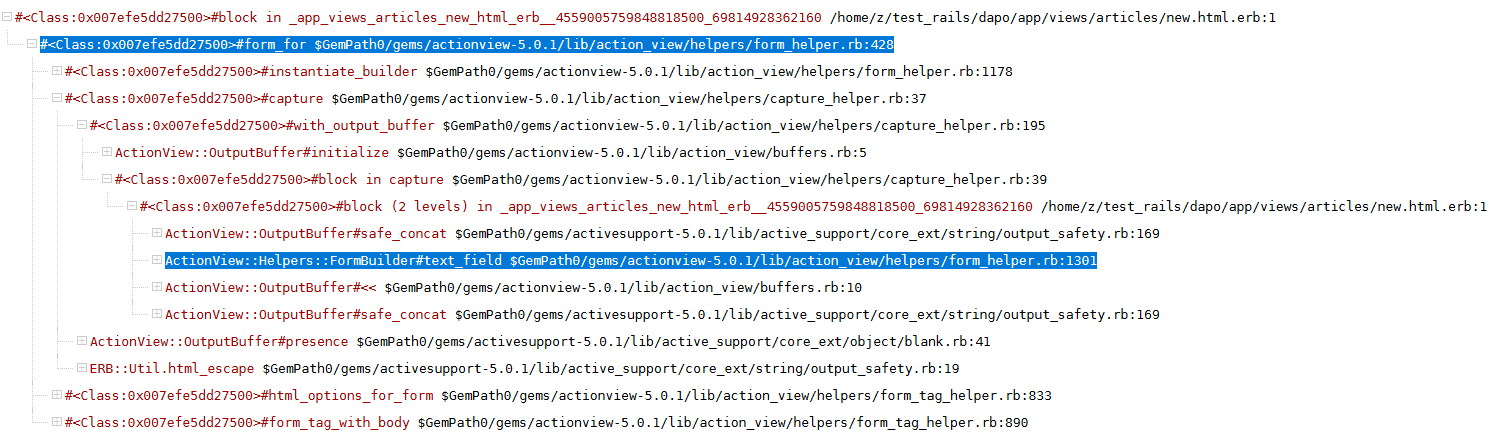 #<Class:0x007efe5dd27500>#block in _app_views_articles_new_html_erb__4559005759848818500_69814928362160 /home/z/test_rails/dapo/app/views/articles/new.html.erb:1
#<Class:0x007efe5dd27500>#form_for $GemPath0/gems/actionview-5.0.1/lib/action_view/helpers/form_helper.rb:428
#<Class:0x007efe5dd27500>#instantiate_builder $GemPath0/gems/actionview-5.0.1/lib/action_view/helpers/form_helper.rb:1178
#<Class:0x007efe5dd27500>#capture $GemPath0/gems/actionview-5.0.1/lib/action_view/helpers/capture_helper.rb:37
#<Class:0x007efe5dd27500>#with_output_buffer $GemPath0/gems/actionview-5.0.1/lib/action_view/helpers/capture_helper.rb:195
ActionView::OutputBuffer#initialize $GemPath0/gems/actionview-5.0.1/lib/action_view/buffers.rb:5
#<Class:0x007efe5dd27500>#block in capture $GemPath0/gems/actionview-5.0.1/lib/action_view/helpers/capture_helper.rb:39
#<Class:0x007efe5dd27500>#block (2 levels) in _app_views_articles_new_html_erb__4559005759848818500_69814928362160 /home/z/test_rails/dapo/app/views/articles/new.html.erb:1
ActionView::OutputBuffer#safe_concat $GemPath0/gems/activesupport-5.0.1/lib/active_support/core_ext/string/output_safety.rb:169
ActionView::Helpers::FormBuilder#text_field $GemPath0/gems/actionview-5.0.1/lib/action_view/helpers/form_helper.rb:1301
ActionView::OutputBuffer#<< $GemPath0/gems/actionview-5.0.1/lib/action_view/buffers.rb:10
ActionView::OutputBuffer#safe_concat $GemPath0/gems/activesupport-5.0.1/lib/active_support/core_ext/string/output_safety.rb:169
ActionView::OutputBuffer#presence $GemPath0/gems/activesupport-5.0.1/lib/active_support/core_ext/object/blank.rb:41
ERB::Util.html_escape $GemPath0/gems/activesupport-5.0.1/lib/active_support/core_ext/string/output_safety.rb:19
#<Class:0x007efe5dd27500>#html_options_for_form $GemPath0/gems/actionview-5.0.1/lib/action_view/helpers/form_tag_helper.rb:833
#<Class:0x007efe5dd27500>#form_tag_with_body $GemPath0/gems/actionview-5.0.1/lib/action_view/helpers/form_tag_helper.rb:890